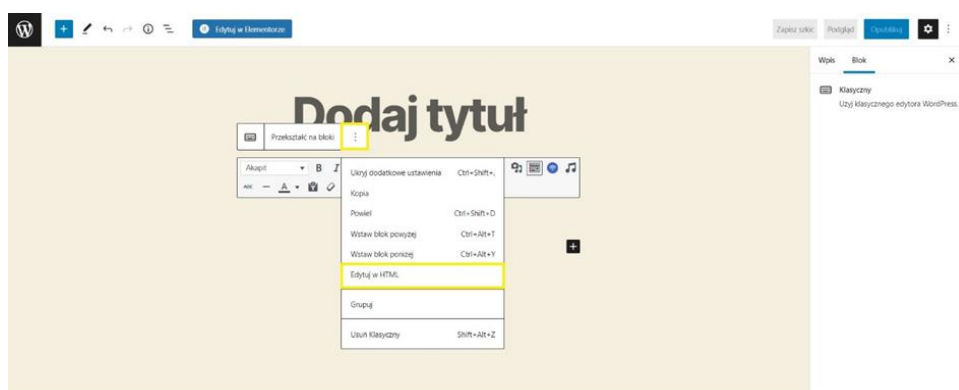 Edytuj w Elementorze
Zapisz szkic Podgląd Opublikuj
Wpis Blok
Klasyczny
Użyj klasycznego edytora WordPress.
Dodaj tytuł
Przekształć na bloki
Akapit B I
ABC A
Ukryj dodatkowe ustawienia Ctrl+Shift+,
Kopia
Powiel Ctrl+Shift+D
Wstaw blok powyżej Ctrl+Alt+T
Wstaw blok poniżej Ctrl+Alt+Y
Edytuj w HTML
Grupuj
Usuń Klasyczny Shift+Alt+Z